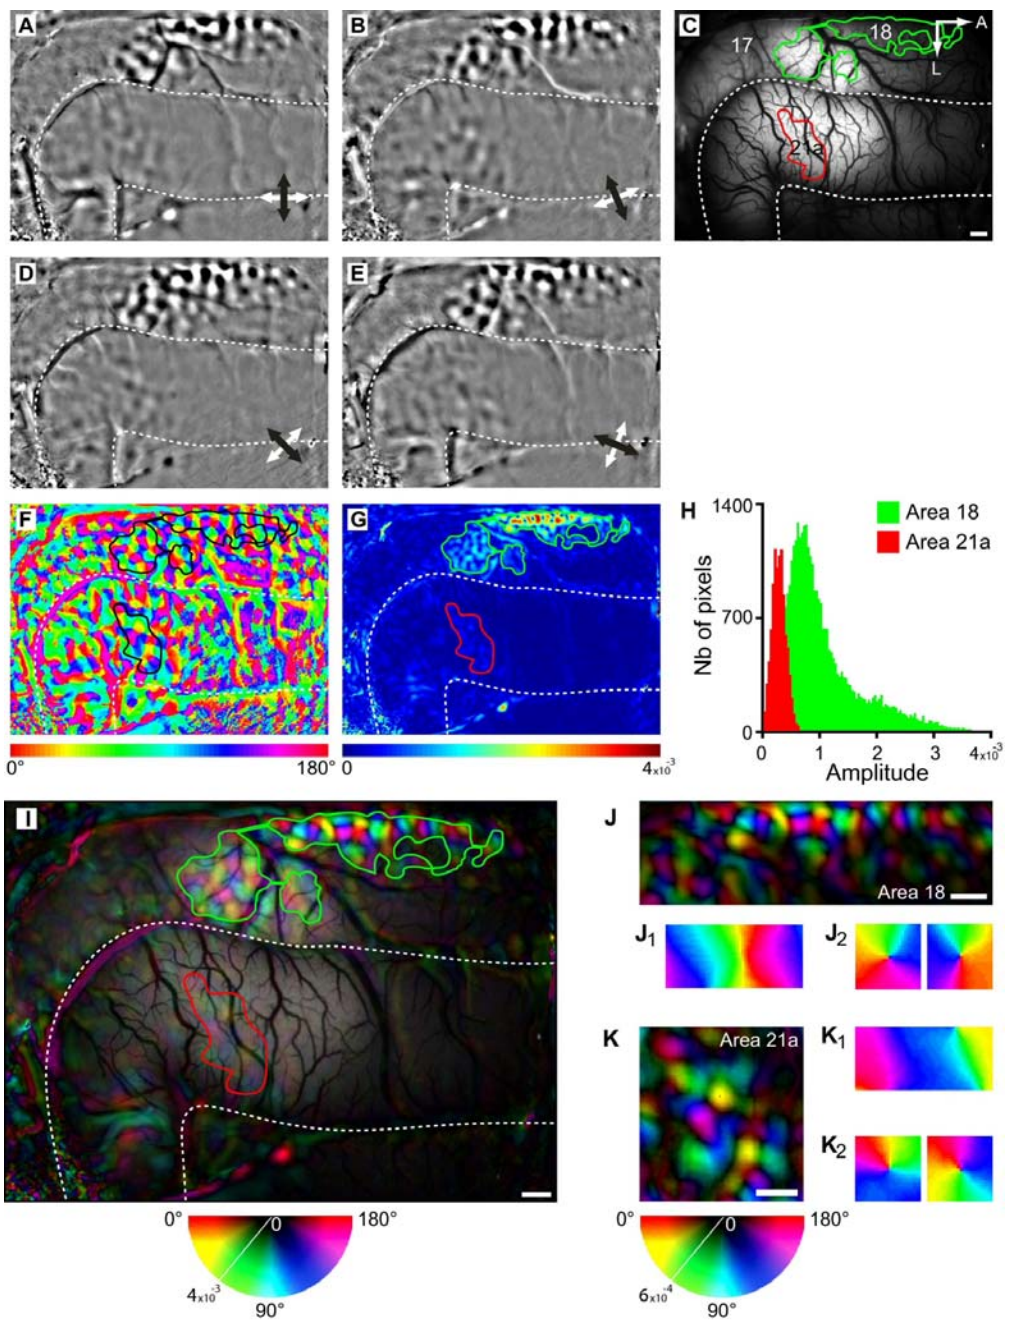 A
B
C
17
18
A
L
21a
D
E
F
G
H
1400
700
0
Nb of pixels
Area 18
Area 21a
0 1 2 3 4x10-3
Amplitude
0° 180°
0 4x10-3
I
J
Area 18
J1
J2
K
Area 21a
K1
K2
0° 0 180°
4x10-3
90°
0° 0 180°
6x10-4
90°